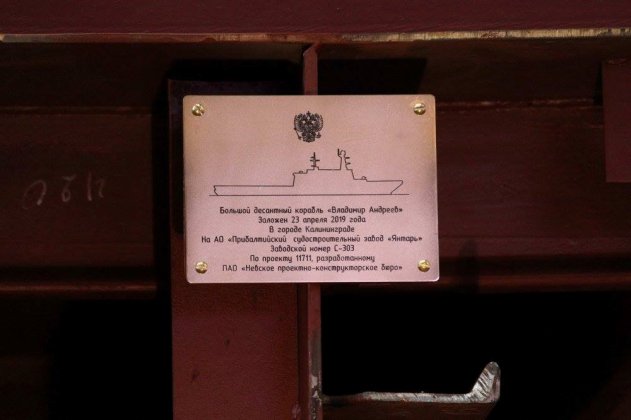 Большой десантный корабль «Владимир Андреев»
Заложен 23 апреля 2019 года
В городе Калининграде
На АО «Прибалтийский судостроительный завод «Янтарь»
Заводской номер С-303
По проекту 11711, разработанному
ПАО «Невское проектно-конструкторское бюро»